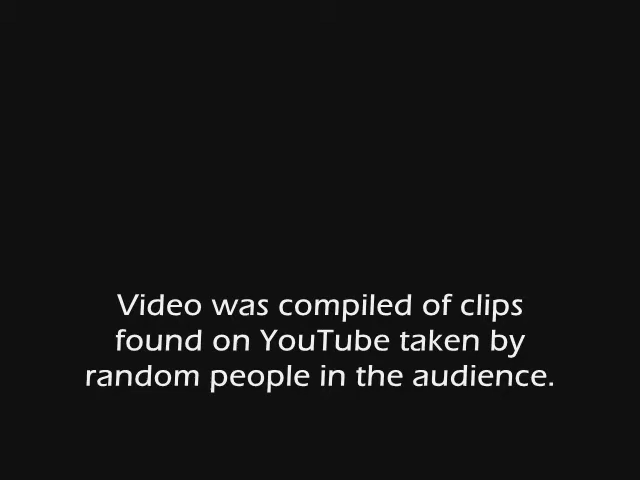 Video was compiled of clips
found on YouTube taken by
random people in the audience.